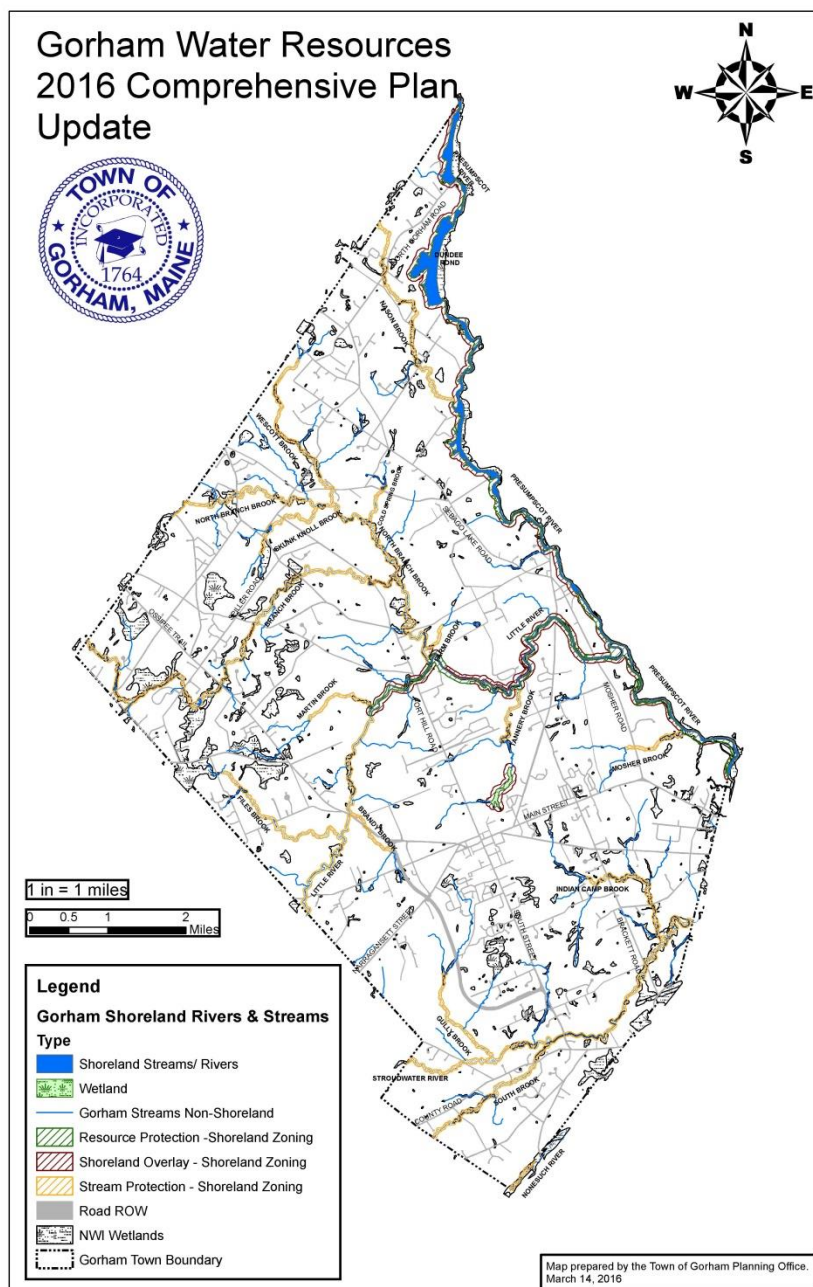 Gorham Water Resources
2016 Comprehensive Plan
Update
N
W
E
S
TOWN OF
INCORPORATED
1764
GORHAM, MAINE
PRESUMPSCOT
RIVER
NORTH GORHAM ROAD
DUNDEE
POND
NASON BROOK
WESCOTT BROOK
PRESUMPSCOT RIVER
COLD SPRING BROOK
NORTH BRANCH BROOK
SKUNK KNOLL BROOK
NORTH BRANCH BROOK
SEBAGO LAKE ROAD
BRANCH BROOK
OSSIPEE TRAIL
LITTLE RIVER
MARTIN BROOK
FORT HILL ROAD
TANNERY BROOK
MOSHER ROAD
PRESUMPSCOT RIVER
MOSHER BROOK
FILES BROOK
MAIN STREET
BRANDY BROOK
LITTLE RIVER
INDIAN CAMP BROOK
1 in = 1 miles
0 0.5 1 2
Miles
NARRAGANSETT STREET
SOUTH STREET
BRACKETT ROAD
GULLY BROOK
STROUDWATER RIVER
SOUTH BROOK
COUNTY ROAD
NONESUCH RIVER
Legend
Gorham Shoreland Rivers & Streams
Type
Shoreland Streams/ Rivers
Wetland
Gorham Streams Non-Shoreland
Resource Protection -Shoreland Zoning
Shoreland Overlay - Shoreland Zoning
Stream Protection - Shoreland Zoning
Road ROW
NWI Wetlands
Gorham Town Boundary
Map prepared by the Town of Gorham Planning Office.
March 14, 2016